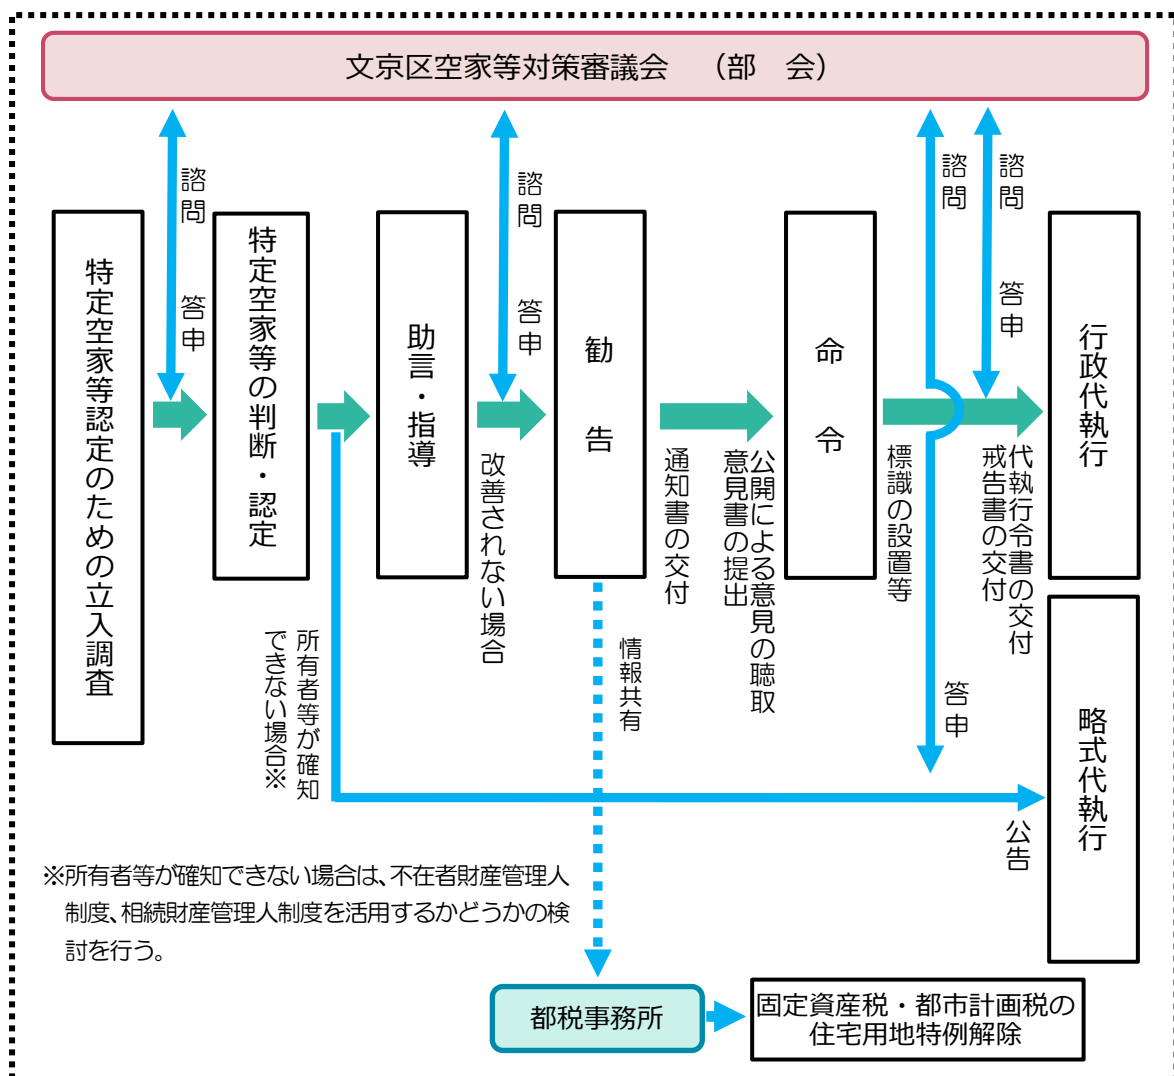 文京区空家等対策審議会　（部　会）
諮問
答申
諮問
答申
諮問
答申
諮問
答申
特定空家等認定のための立入調査
特定空家等の判断・認定
助言・指導
改善されない場合
勧告
通知書の交付
公開による意見の聴取
意見書の提出
命令
標識の設置等
代執行令書の交付
戒告書の交付
行政代執行
所有者等が確知
できない場合※
情報共有
公告
略式代執行
※所有者等が確知できない場合は、不在者財産管理人
制度、相続財産管理人制度を活用するかどうかの検
討を行う。
都税事務所
固定資産税・都市計画税の
住宅用地特例解除